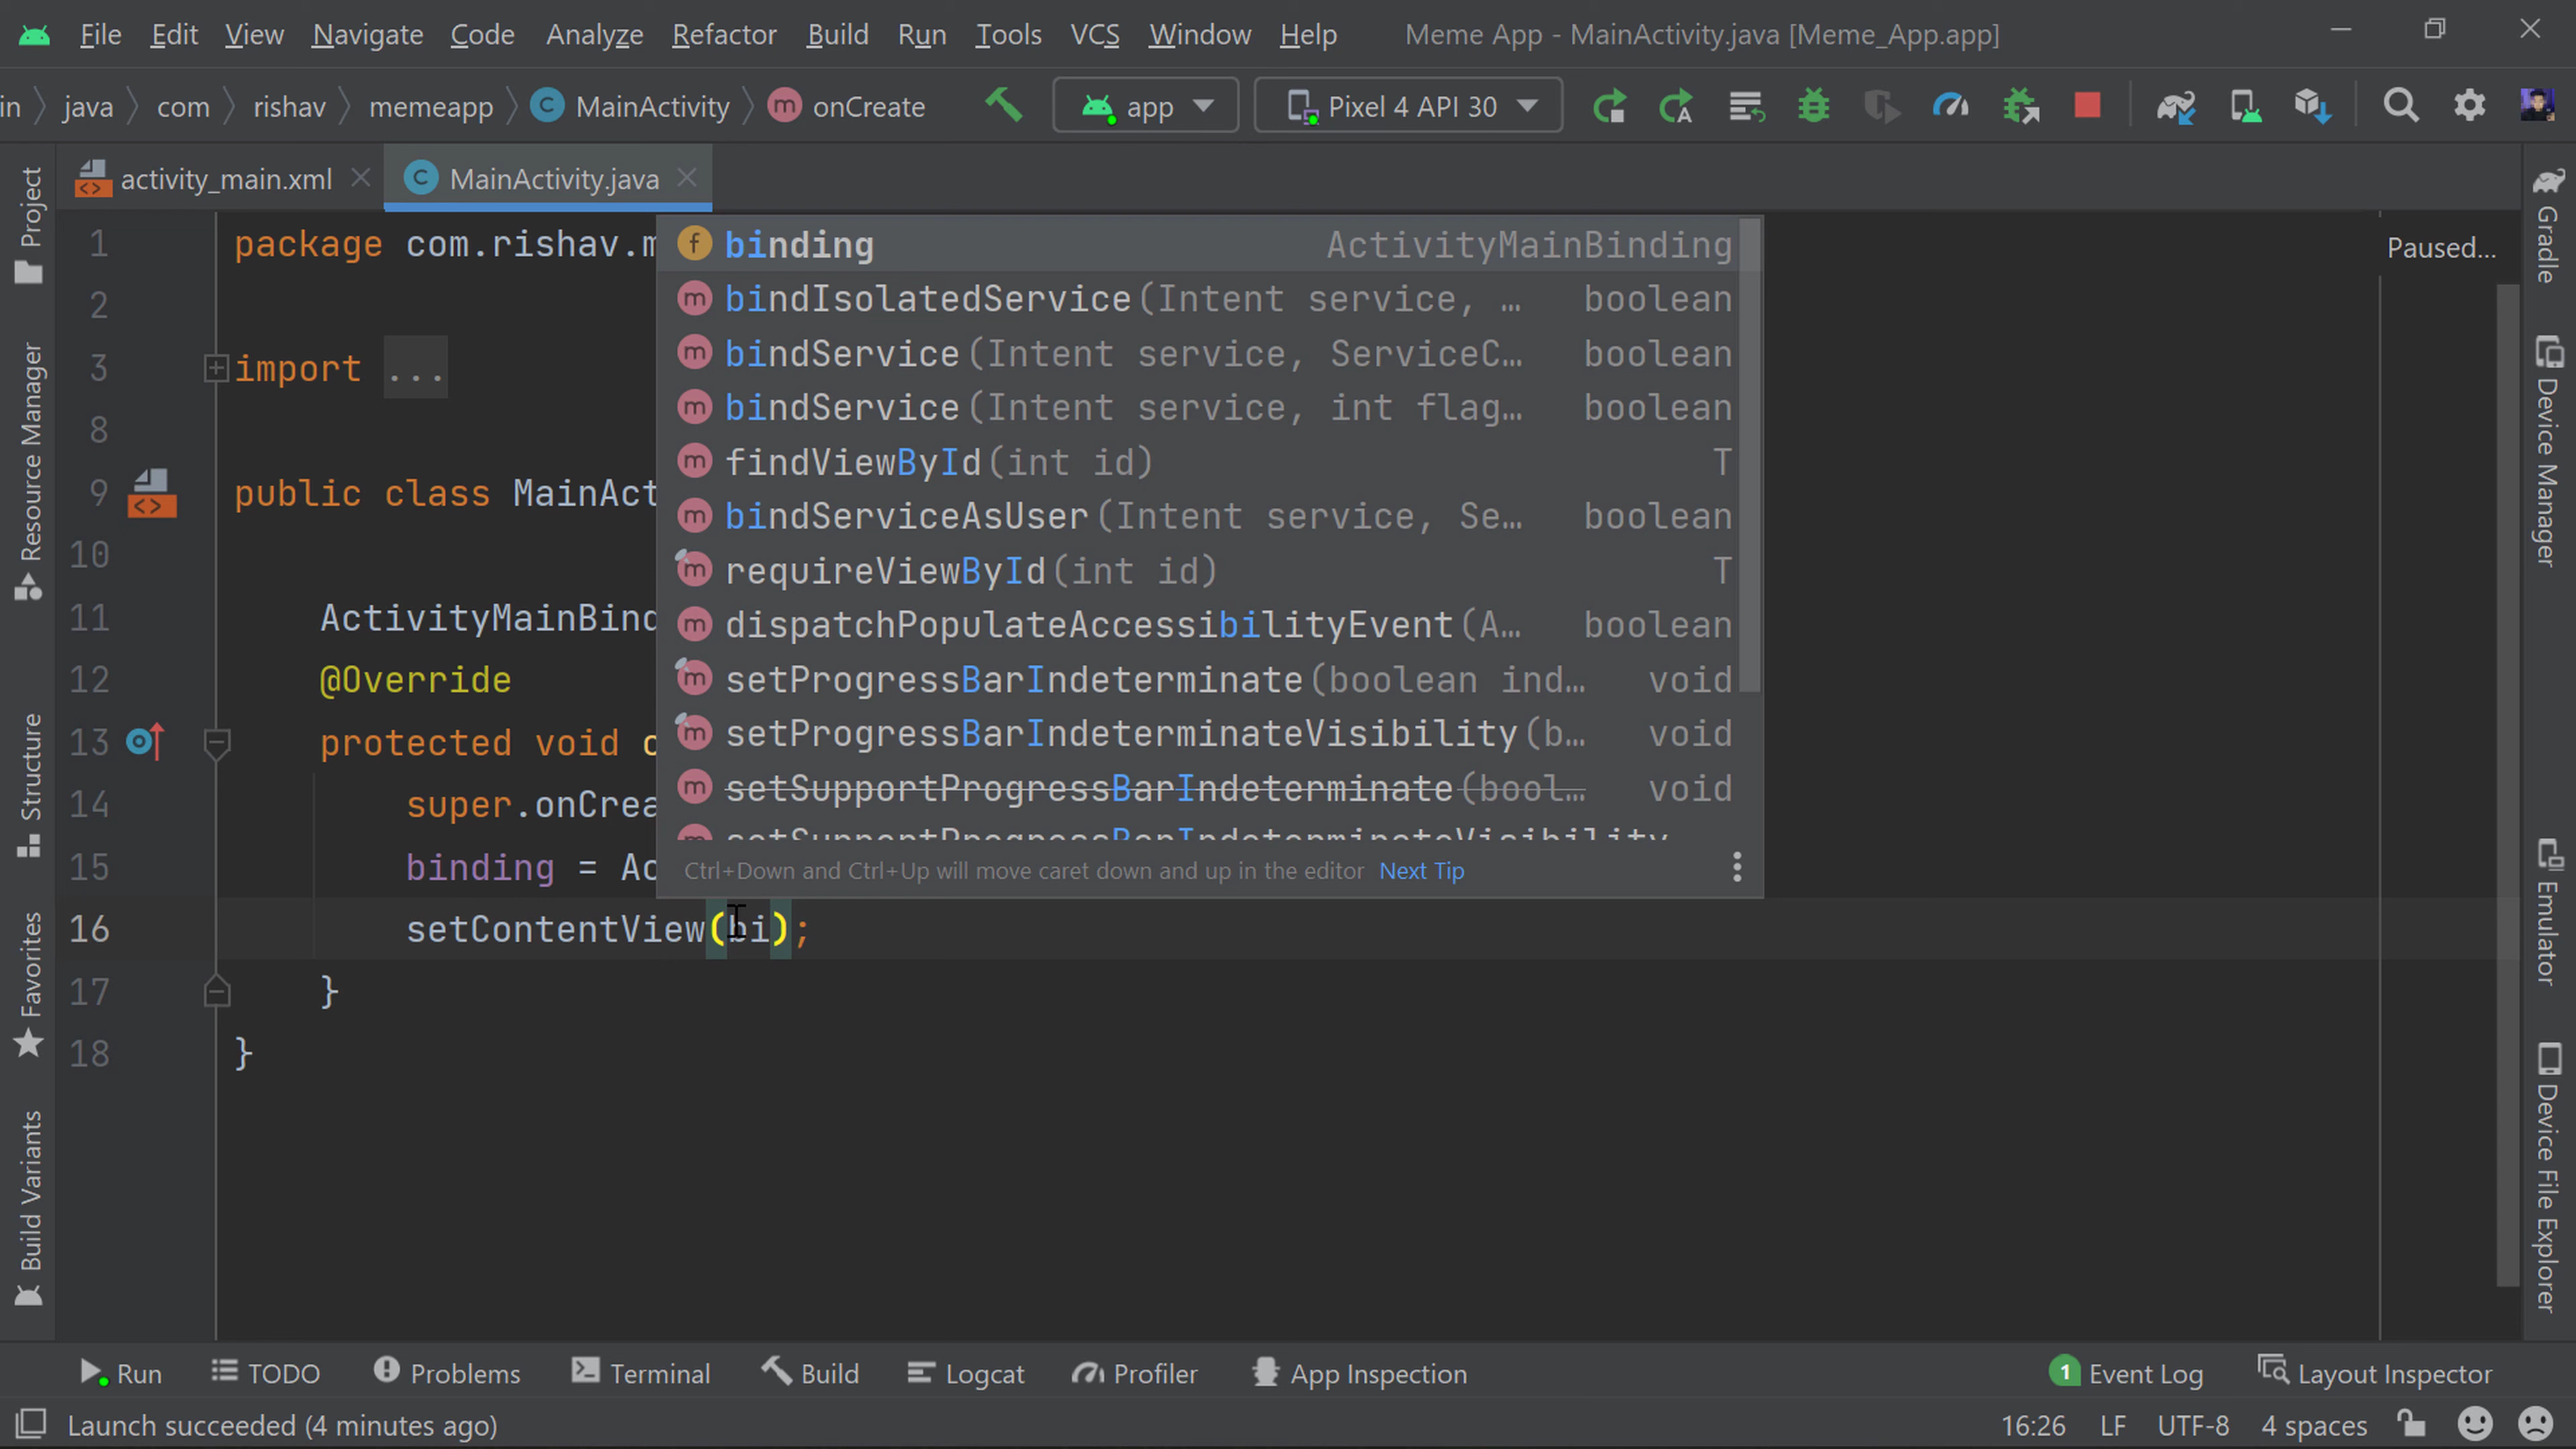 File Edit View Navigate Code Analyze Refactor Build Run Tools VCS Window Help Meme App - MainActivity.java [Meme_App.app]
in java com rishav memeapp C MainActivity m onCreate app Pixel 4 API 30
activity_main.xml C MainActivity.java
Project
Resource Manager
Structure
Favorites
Build Variants
1 package com.rishav.m
2
3 import ...
8
9 public class MainAct
10
11 ActivityMainBind
12 @Override
13 protected void c
14 super.onCrea
15 binding = Ac
16 setContentView(bi);
17 }
18 }
f binding ActivityMainBinding
m bindIsolatedService(Intent service, … boolean
m bindService(Intent service, ServiceC… boolean
m bindService(Intent service, int flag… boolean
m findViewById(int id) T
m bindServiceAsUser(Intent service, Se… boolean
m requireViewById(int id) T
m dispatchPopulateAccessibilityEvent(A… boolean
m setProgressBarIndeterminate(boolean ind… void
m setProgressBarIndeterminateVisibility(b… void
m setSupportProgressBarIndeterminate(bool… void
m setSupportProgressBarIndeterminateVisibility
Ctrl+Down and Ctrl+Up will move caret down and up in the editor Next Tip
Paused...
Gradle
Device Manager
Emulator
Device File Explorer
Run TODO Problems Terminal Build Logcat Profiler App Inspection 1 Event Log Layout Inspector
Launch succeeded (4 minutes ago) 16:26 LF UTF-8 4 spaces